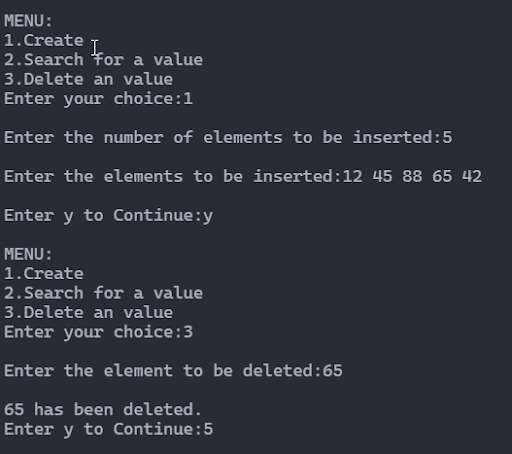 MENU:
1.Create
2.Search for a value
3.Delete an value
Enter your choice:1
Enter the number of elements to be inserted:5
Enter the elements to be inserted:12 45 88 65 42
Enter y to Continue:y
MENU:
1.Create
2.Search for a value
3.Delete an value
Enter your choice:3
Enter the element to be deleted:65
65 has been deleted.
Enter y to Continue:5